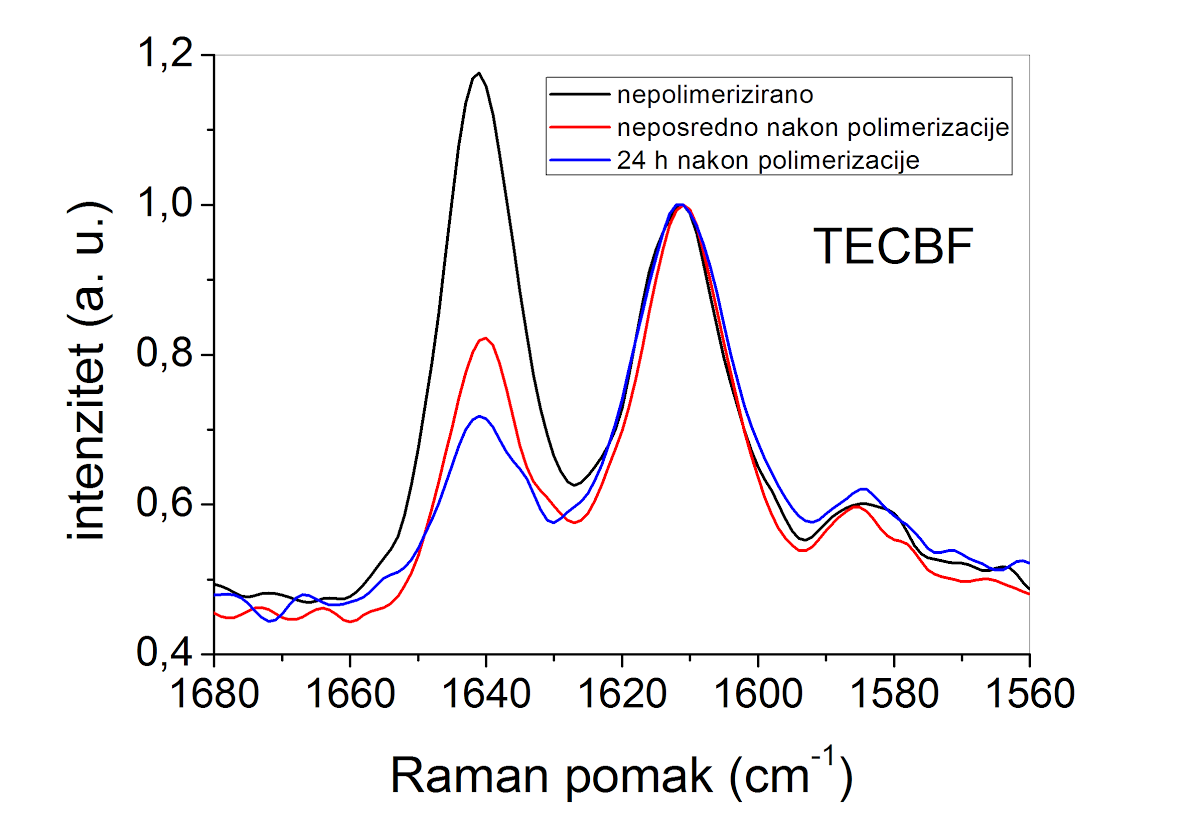 1,2
1,0
0,8
0,6
0,4
intenzitet (a. u.)
nepolimerizirano
neposredno nakon polimerizacije
24 h nakon polimerizacije
TECBF
1680 1660 1640 1620 1600 1580 1560
Raman pomak (cm⁻¹)